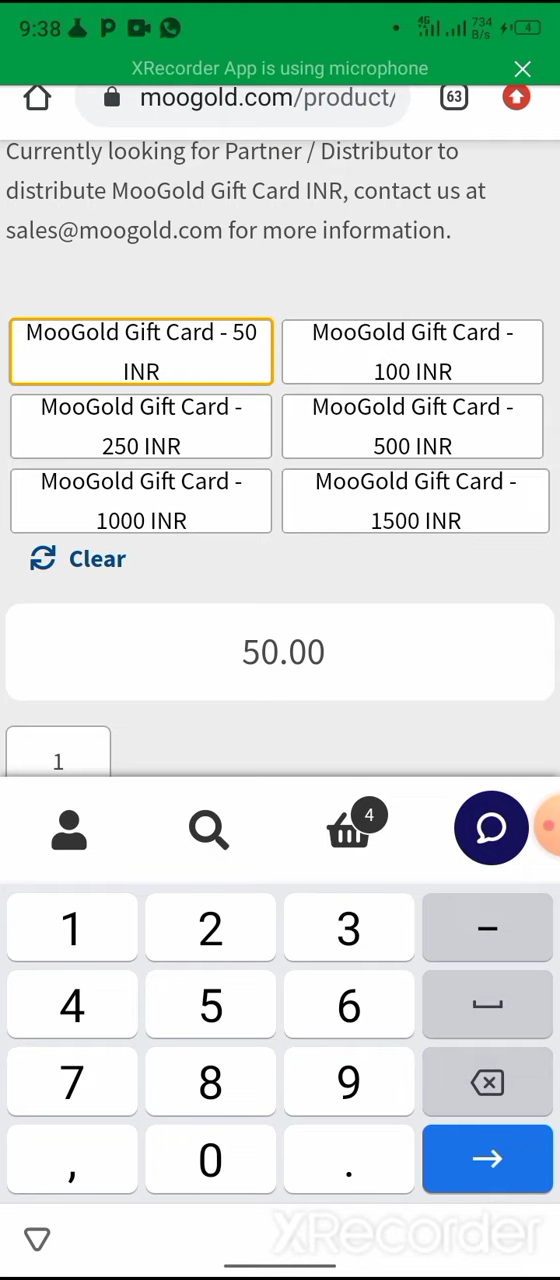 9:38 P 4G 734 B/s 4
XRecorder App is using microphone
moogold.com/product/ 63
Currently looking for Partner / Distributor to
distribute MooGold Gift Card INR, contact us at
sales@moogold.com for more information.
MooGold Gift Card - 50
INR
MooGold Gift Card -
100 INR
MooGold Gift Card -
250 INR
MooGold Gift Card -
500 INR
MooGold Gift Card -
1000 INR
MooGold Gift Card -
1500 INR
Clear
50.00
1
4
1 2 3 -
4 5 6
7 8 9
, 0 .
XRecorder